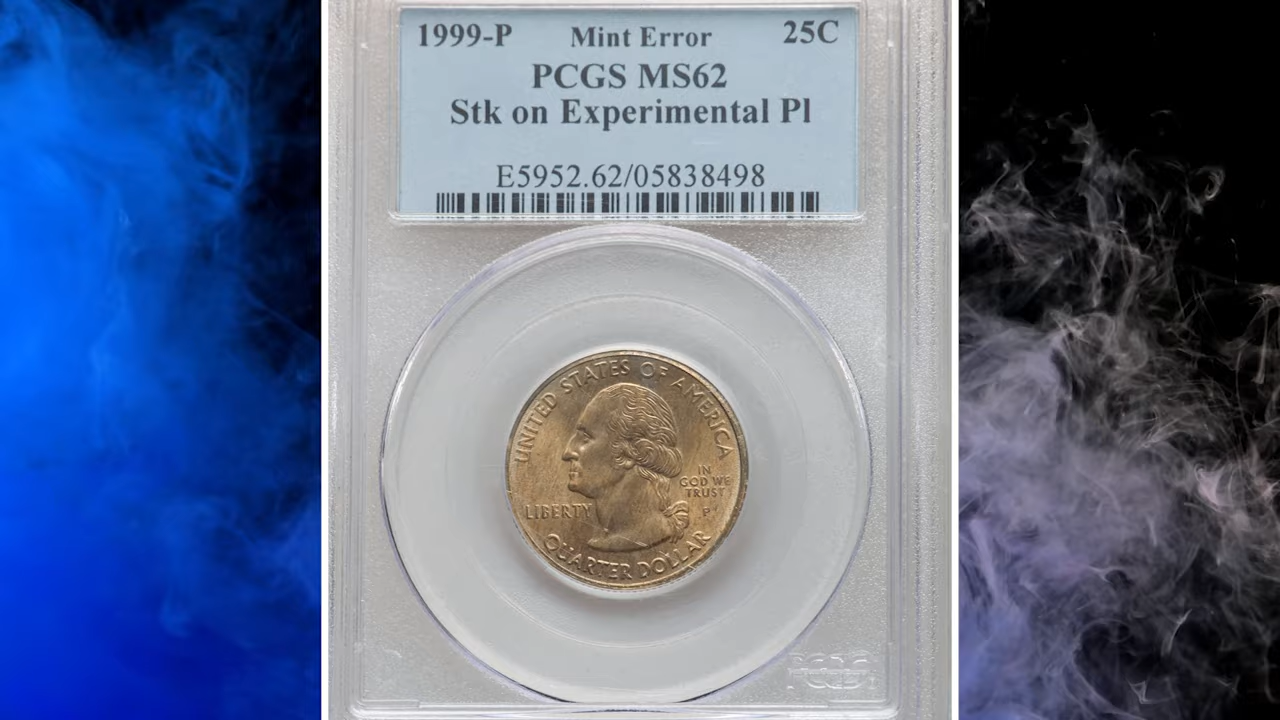 1999-P Mint Error 25C
PCGS MS62
Stk on Experimental Pl
E5952.62/05838498
UNITED STATES OF AMERICA
IN
GOD WE
TRUST
LIBERTY
P
QUARTER DOLLAR
PCGS